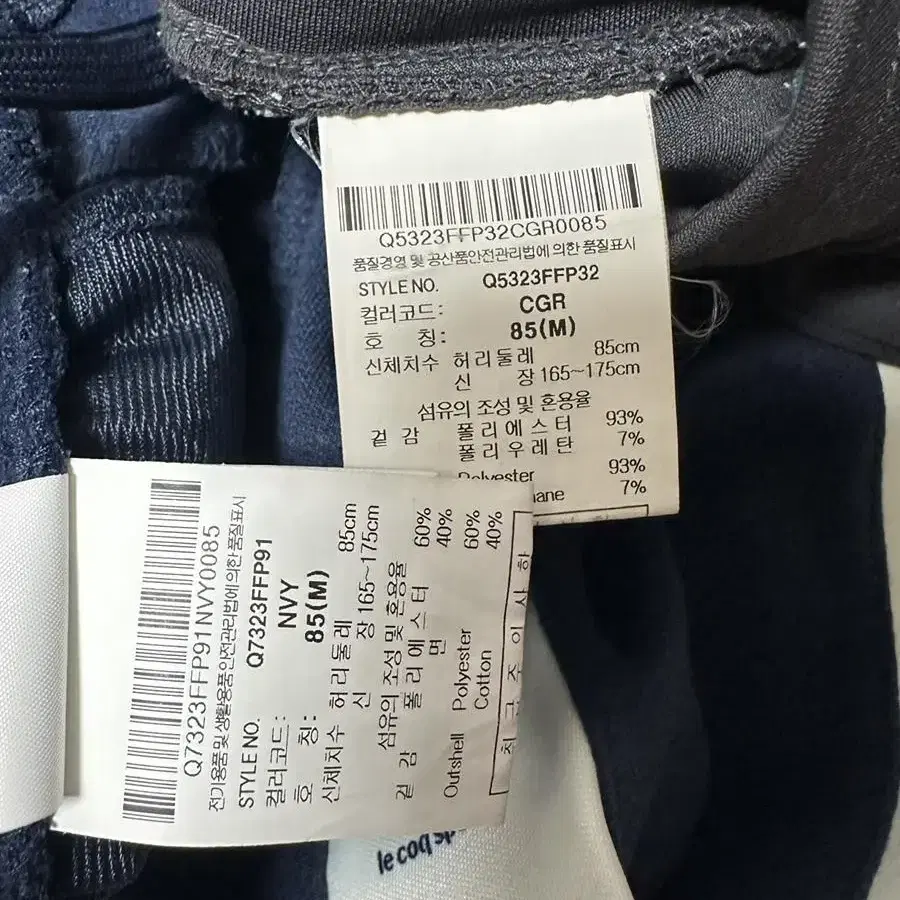 Q5323FFP32CGR0085
품질경영 및 공산품안전관리법에 의한 품질표시
STYLE NO. Q5323FFP32
컬러코드: CGR
호 칭: 85(M)
신체치수 허리둘레 85cm
신 장 165~175cm
섬유의 조성 및 혼용율
겉 감 폴리에스터 93%
폴리우레탄 7%
Polyester 93%
7%
Q7323FFP91NVY0085
전기용품및생활용품안전관리법에의한품질표시
STYLE NO. Q7323FFP91
컬러코드: NVY
호 칭: 85(M)
신체치수 허리둘레 85cm
신 장 165~175cm
섬유의 조성 및 혼용율
겉 감 폴리에스터 60%
면 40%
Outshell Polyester 60%
Cotton 40%
취 급 주 의 사 항
le coq